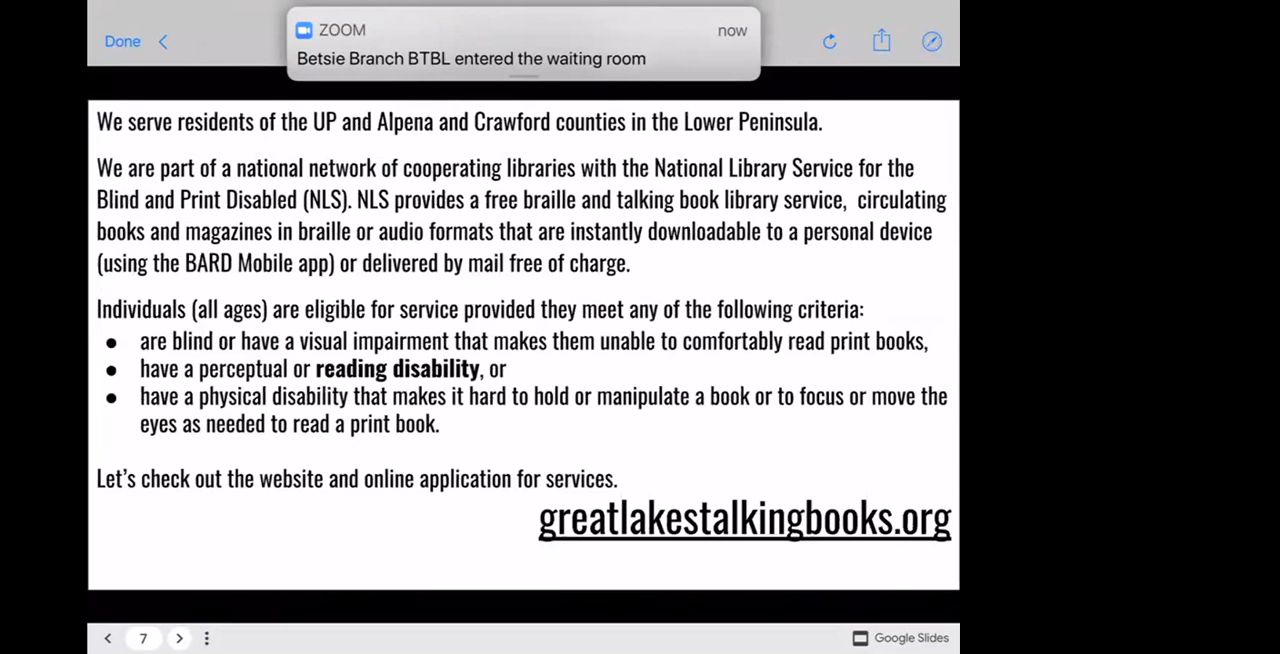 ZOOM
now
Done
Betsie Branch BTBL entered the waiting room
We serve residents of the UP and Alpena and Crawford counties in the Lower Peninsula.
We are part of a national network of cooperating libraries with the National Library Service for the
Blind and Print Disabled (NLS). NLS provides a free braille and talking book library service, circulating
books and magazines in braille or audio formats that are instantly downloadable to a personal device
(using the BARD Mobile app) or delivered by mail free of charge.
Individuals (all ages) are eligible for service provided they meet any of the following criteria:
● are blind or have a visual impairment that makes them unable to comfortably read print books,
● have a perceptual or reading disability, or
● have a physical disability that makes it hard to hold or manipulate a book or to focus or move the
eyes as needed to read a print book.
Let's check out the website and online application for services.
greatlakestalkingbooks.org
7
Google Slides